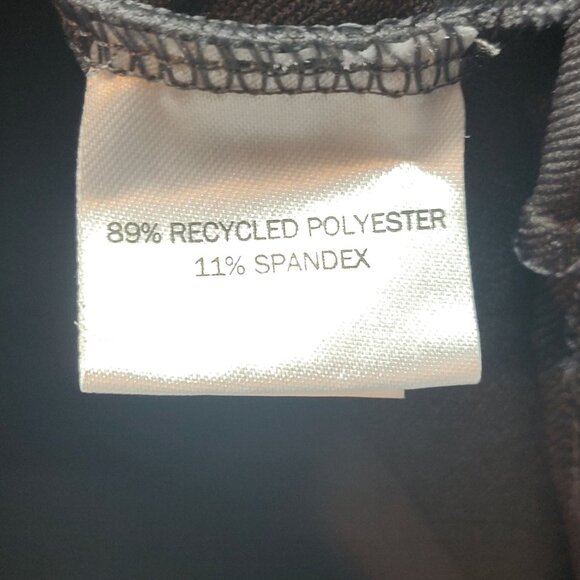 89% RECYCLED POLYESTER
11% SPANDEX